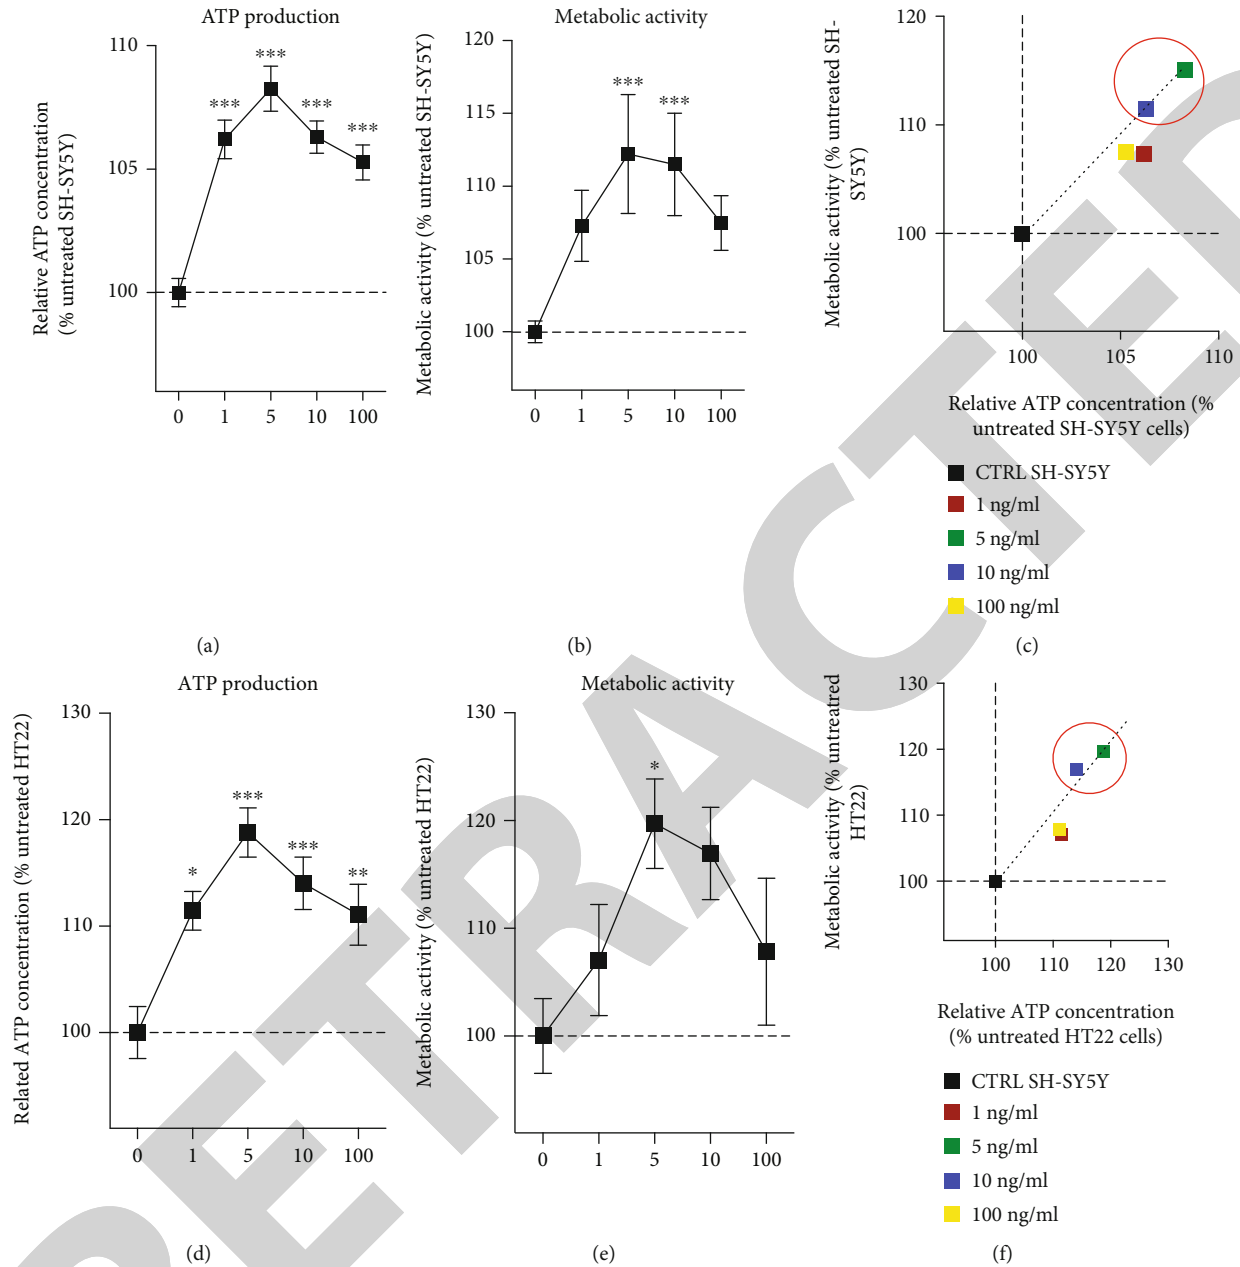 ATP production
110
105
100
Relative ATP concentration
(% untreated SH-SY5Y)
***
***
***
***
0 1 5 10 100
(a)
Metabolic activity
120
115
110
105
100
Metabolic activity (% untreated SH-SY5Y)
***
***
0 1 5 10 100
(b)
120
110
100
Metabolic activity (% untreated SH-
SY5Y)
100 105 110
Relative ATP concentration (%
untreated SH-SY5Y cells)
CTRL SH-SY5Y
1 ng/ml
5 ng/ml
10 ng/ml
100 ng/ml
(c)
ATP production
130
120
110
100
Related ATP concentration (% untreated HT22)
*
***
***
**
0 1 5 10 100
(d)
Metabolic activity
130
120
110
100
Metabolic activity (% untreated HT22)
*
0 1 5 10 100
(e)
130
120
110
100
Metabolic activity (% untreatred
HT22)
100 110 120 130
Relative ATP concentration
(% untreated HT22 cells)
CTRL SH-SY5Y
1 ng/ml
5 ng/ml
10 ng/ml
100 ng/ml
(f)
RETRACTED